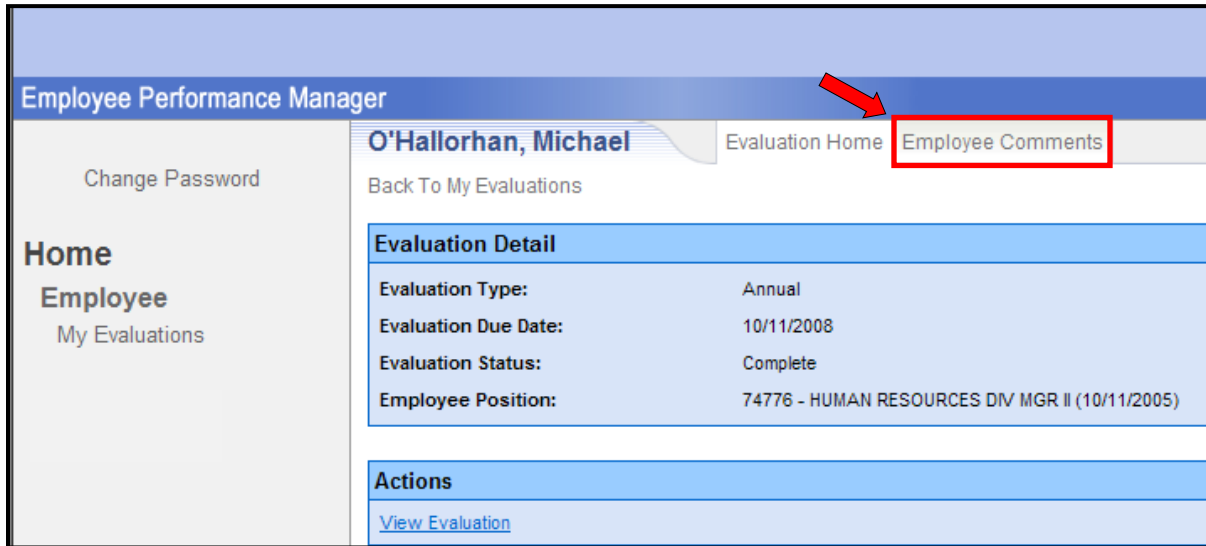 Employee Performance Manager
O'Hallorhan, Michael
Evaluation Home
Employee Comments
Change Password
Back To My Evaluations
Home
Employee
My Evaluations
Evaluation Detail
Evaluation Type: Annual
Evaluation Due Date: 10/11/2008
Evaluation Status: Complete
Employee Position: 74776 - HUMAN RESOURCES DIV MGR II (10/11/2005)
Actions
View Evaluation